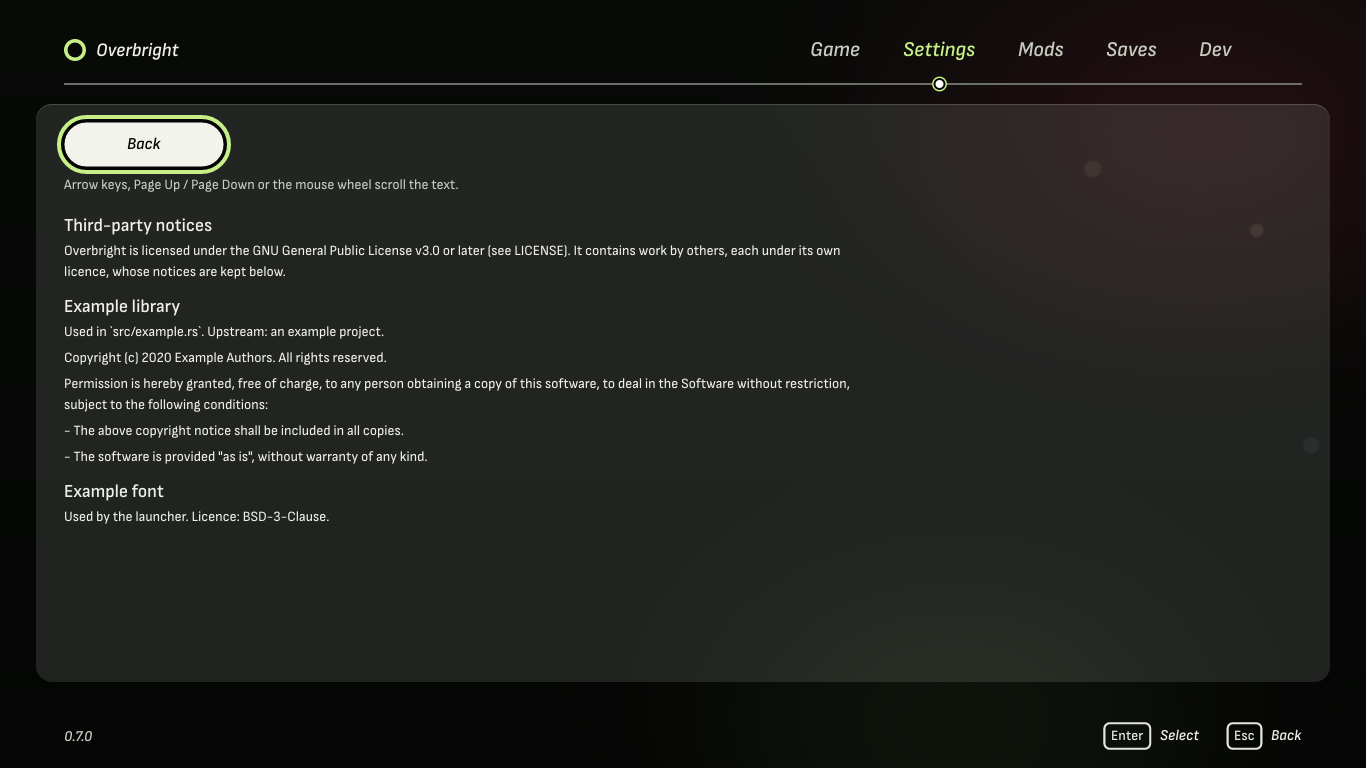 Overbright
Game Settings Mods Saves Dev
Back
Arrow keys, Page Up / Page Down or the mouse wheel scroll the text.
Third-party notices
Overbright is licensed under the GNU General Public License v3.0 or later (see LICENSE). It contains work by others, each under its own
licence, whose notices are kept below.
Example library
Used in `src/example.rs`. Upstream: an example project.
Copyright (c) 2020 Example Authors. All rights reserved.
Permission is hereby granted, free of charge, to any person obtaining a copy of this software, to deal in the Software without restriction,
subject to the following conditions:
- The above copyright notice shall be included in all copies.
- The software is provided "as is", without warranty of any kind.
Example font
Used by the launcher. Licence: BSD-3-Clause.
0.7.0
Enter Select Esc Back